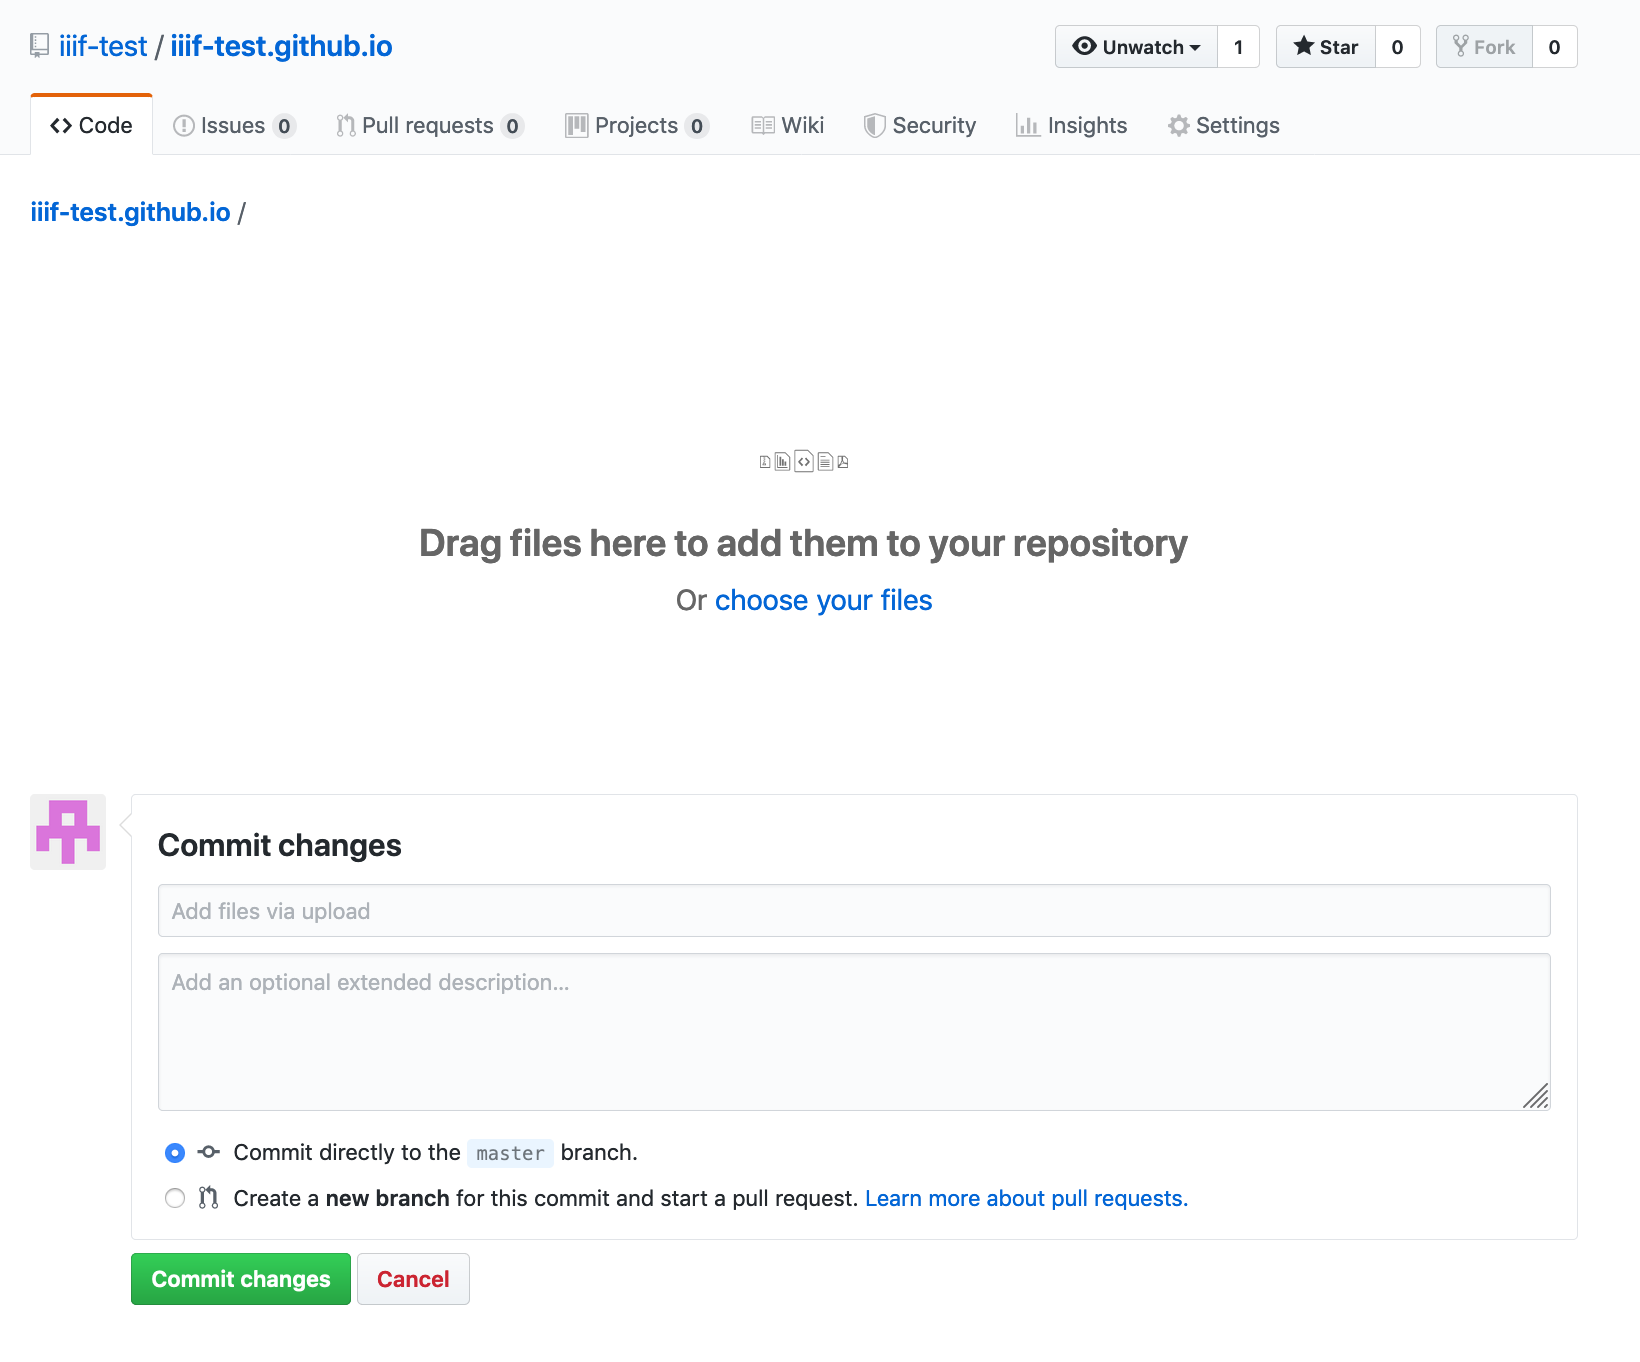 iiif-test / iiif-test.github.io
Unwatch 1 Star 0 Fork 0
Code Issues 0 Pull requests 0 Projects 0 Wiki Security Insights Settings
iiif-test.github.io /
Drag files here to add them to your repository
Or choose your files
Commit changes
Add files via upload
Add an optional extended description...
Commit directly to the master branch.
Create a new branch for this commit and start a pull request. Learn more about pull requests.
Commit changes Cancel